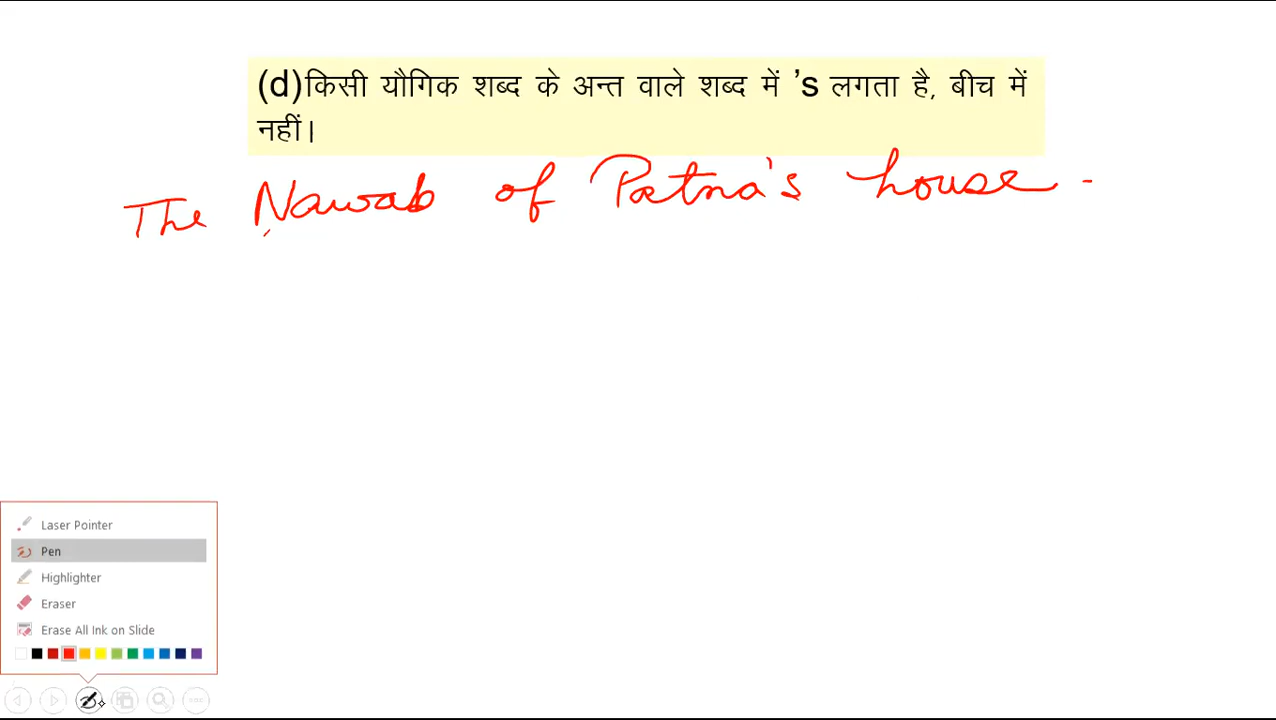 (d)किसी यौगिक शब्द के अन्त वाले शब्द में ’s लगता है, बीच में
नहीं।
The Nawab of Patna's house -
Laser Pointer
Pen
Highlighter
Eraser
Erase All Ink on Slide